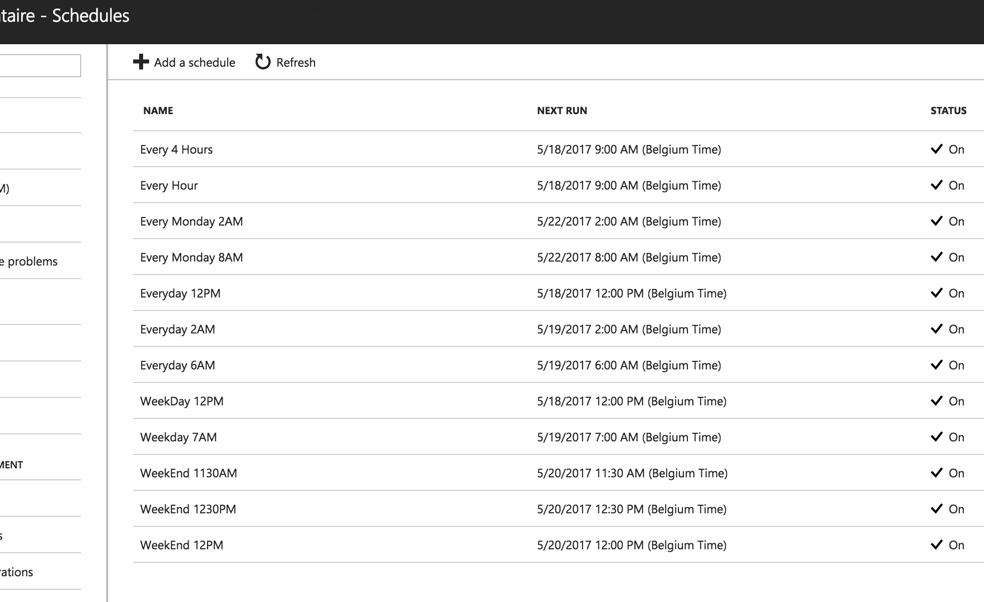 taire - Schedules
Add a schedule Refresh
NAME NEXT RUN STATUS
Every 4 Hours 5/18/2017 9:00 AM (Belgium Time) On
Every Hour 5/18/2017 9:00 AM (Belgium Time) On
M)
Every Monday 2AM 5/22/2017 2:00 AM (Belgium Time) On
e problems
Every Monday 8AM 5/22/2017 8:00 AM (Belgium Time) On
Everyday 12PM 5/18/2017 12:00 PM (Belgium Time) On
Everyday 2AM 5/19/2017 2:00 AM (Belgium Time) On
Everyday 6AM 5/19/2017 6:00 AM (Belgium Time) On
WeekDay 12PM 5/18/2017 12:00 PM (Belgium Time) On
Weekday 7AM 5/19/2017 7:00 AM (Belgium Time) On
MENT
WeekEnd 1130AM 5/20/2017 11:30 AM (Belgium Time) On
WeekEnd 1230PM 5/20/2017 12:30 PM (Belgium Time) On
s
WeekEnd 12PM 5/20/2017 12:00 PM (Belgium Time) On
rations